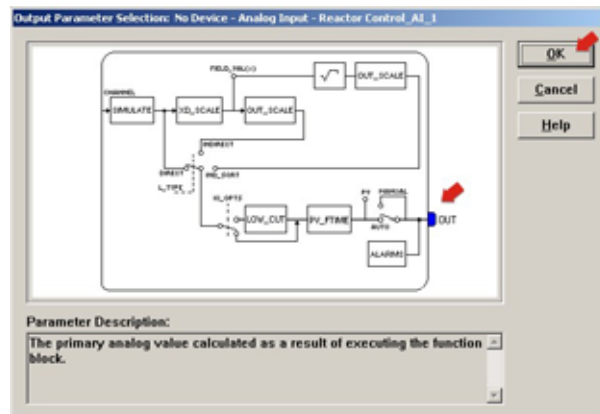 Output Parameter Selection: No Device - Analog Input - Reactor Control_AI_1
OK
Cancel
Help
FIELD_VAL(%)
CHANNEL
SIMULATE
XD_SCALE
OUT_SCALE
√
OUT_SCALE
INDIRECT
DIRECT
IND_SQRT
L_TYPE
IO_OPTS
LOW_CUT
PV_FTIME
PV
MANUAL
AUTO
OUT
ALARMS
Parameter Description:
The primary analog value calculated as a result of executing the function
block.